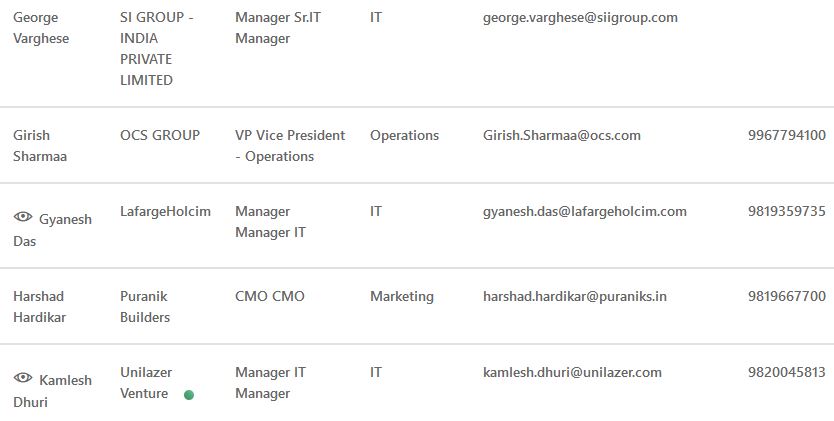 George Varghese SI GROUP - INDIA PRIVATE LIMITED Manager Sr.IT Manager IT george.varghese@siigroup.com
Girish Sharmaa OCS GROUP VP Vice President - Operations Operations Girish.Sharmaa@ocs.com 9967794100
Gyanesh Das LafargeHolcim Manager Manager IT IT gyanesh.das@lafargeholcim.com 9819359735
Harshad Hardikar Puranik Builders CMO CMO Marketing harshad.hardikar@puraniks.in 9819667700
Kamlesh Dhuri Unilazer Venture Manager IT Manager IT kamlesh.dhuri@unilazer.com 9820045813